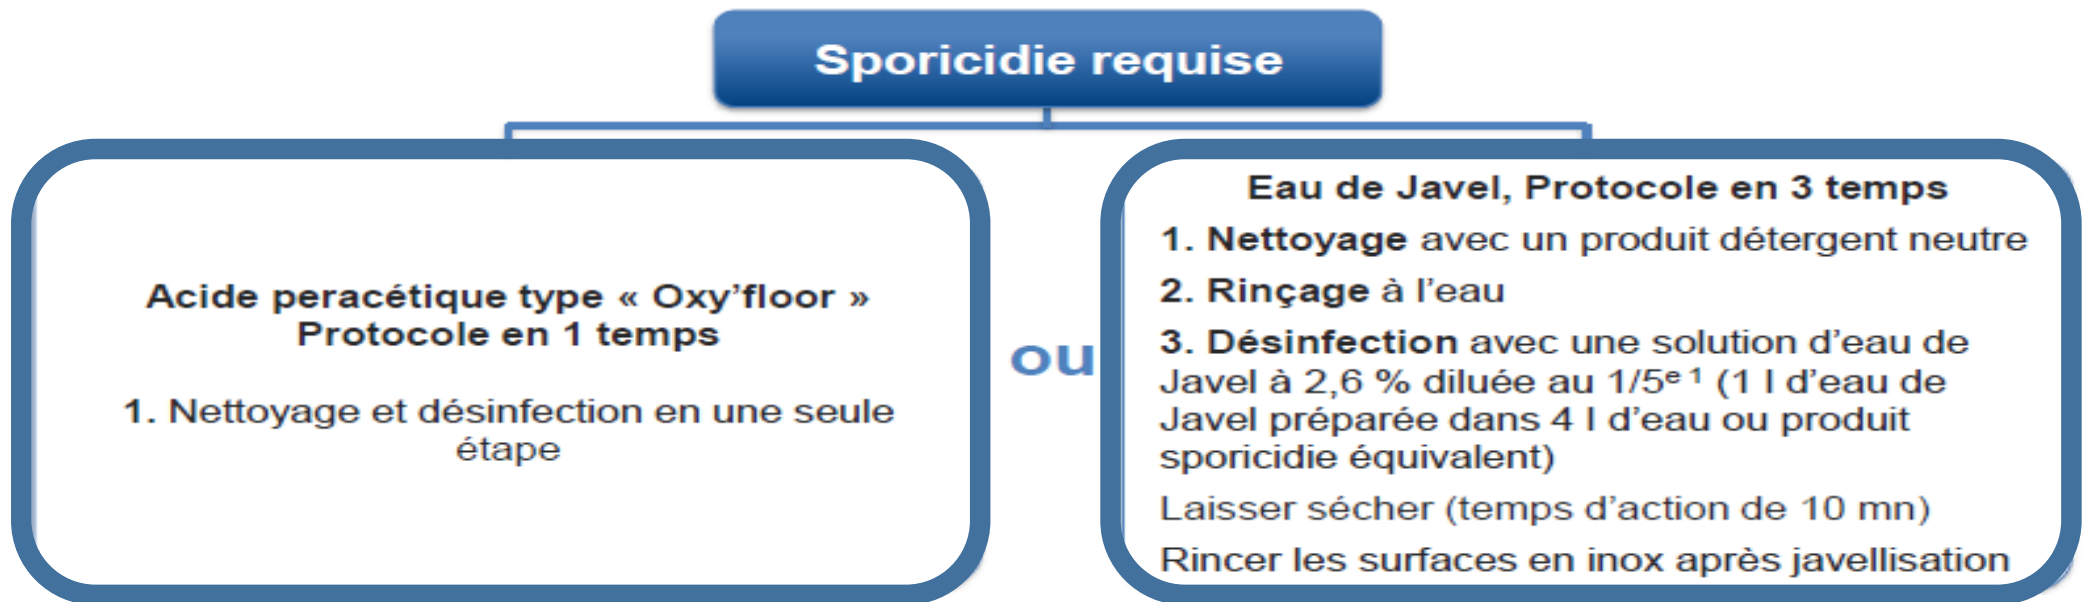 Sporicidie requise
Acide peracétique type « Oxy’floor »
Protocole en 1 temps
1. Nettoyage et désinfection en une seule
étape
ou
Eau de Javel, Protocole en 3 temps
1. Nettoyage avec un produit détergent neutre
2. Rinçage à l’eau
3. Désinfection avec une solution d’eau de
Javel à 2,6 % diluée au 1/5ᵉ ¹ (1 l d’eau de
Javel préparée dans 4 l d’eau ou produit
sporicidie équivalent)
Laisser sécher (temps d’action de 10 mn)
Rincer les surfaces en inox après javellisation